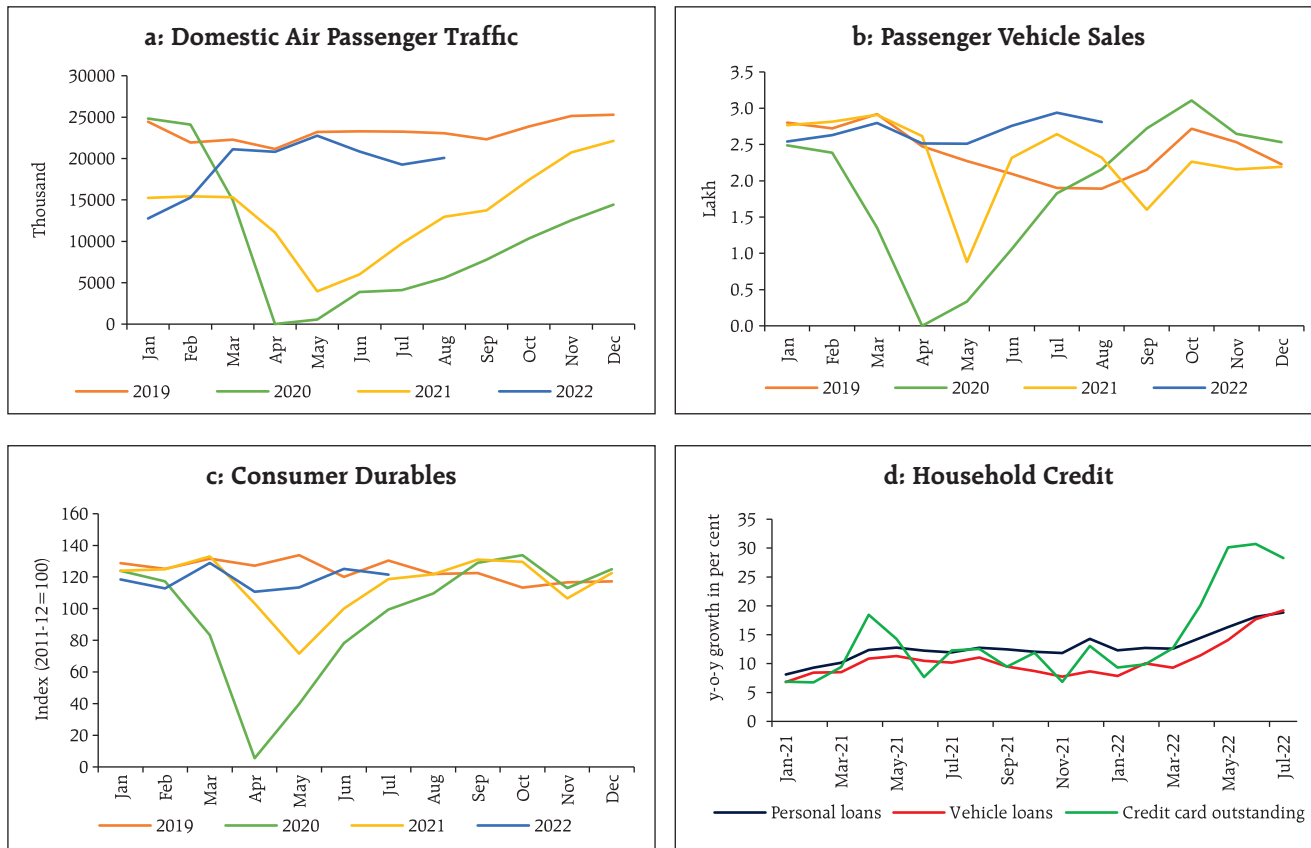 a: Domestic Air Passenger Traffic
Thousand
30000
25000
20000
15000
10000
5000
0
Jan
Feb
Mar
Apr
May
Jun
Jul
Aug
Sep
Oct
Nov
Dec
2019 2020 2021 2022
b: Passenger Vehicle Sales
Lakh
3.5
3.0
2.5
2.0
1.5
1.0
0.5
0.0
Jan
Feb
Mar
Apr
May
Jun
Jul
Aug
Sep
Oct
Nov
Dec
2019 2020 2021 2022
c: Consumer Durables
Index (2011-12=100)
160
140
120
100
80
60
40
20
0
Jan
Feb
Mar
Apr
May
Jun
Jul
Aug
Sep
Oct
Nov
Dec
2019 2020 2021 2022
d: Household Credit
y-o-y growth in per cent
35
30
25
20
15
10
5
0
Jan-21
Mar-21
May-21
Jul-21
Sep-21
Nov-21
Jan-22
Mar-22
May-22
Jul-22
Personal loans Vehicle loans Credit card outstanding